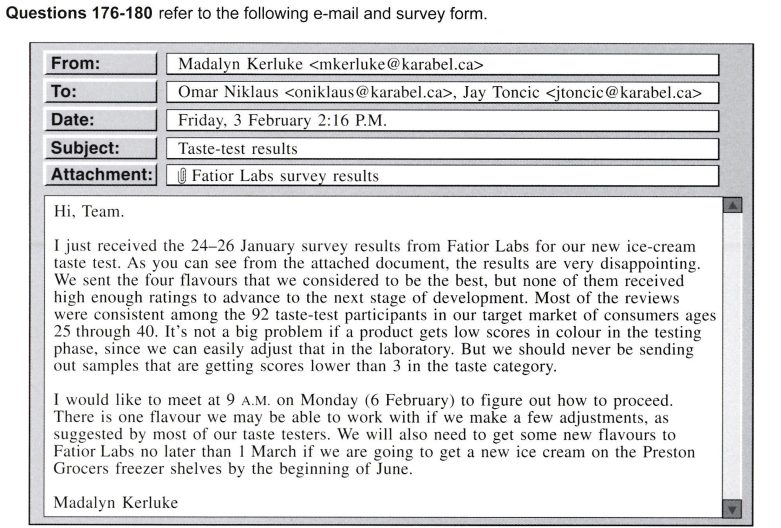 Questions 176-180 refer to the following e-mail and survey form.
From: Madalyn Kerluke <mkerluke@karabel.ca>
To: Omar Niklaus <oniklaus@karabel.ca>, Jay Toncic <jtoncic@karabel.ca>
Date: Friday, 3 February 2:16 P.M.
Subject: Taste-test results
Attachment: Fatior Labs survey results
Hi, Team.
I just received the 24–26 January survey results from Fatior Labs for our new ice-cream
taste test. As you can see from the attached document, the results are very disappointing.
We sent the four flavours that we considered to be the best, but none of them received
high enough ratings to advance to the next stage of development. Most of the reviews
were consistent among the 92 taste-test participants in our target market of consumers ages
25 through 40. It's not a big problem if a product gets low scores in colour in the testing
phase, since we can easily adjust that in the laboratory. But we should never be sending
out samples that are getting scores lower than 3 in the taste category.
I would like to meet at 9 A.M. on Monday (6 February) to figure out how to proceed.
There is one flavour we may be able to work with if we make a few adjustments, as
suggested by most of our taste testers. We will also need to get some new flavours to
Fatior Labs no later than 1 March if we are going to get a new ice cream on the Preston
Grocers freezer shelves by the beginning of June.
Madalyn Kerluke